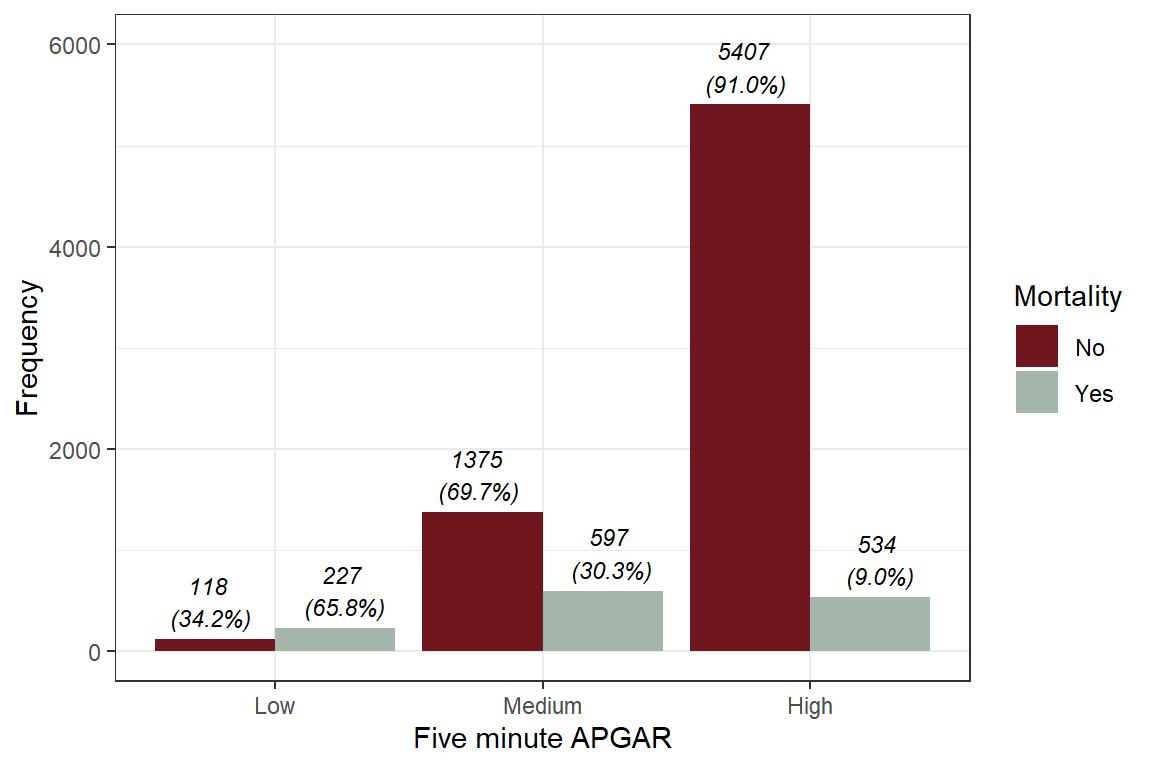 6000
4000
2000
0
Frequency
5407
(91.0%)
1375
(69.7%)
597
(30.3%)
534
(9.0%)
118
(34.2%)
227
(65.8%)
Low
Medium
High
Five minute APGAR
Mortality
No
Yes